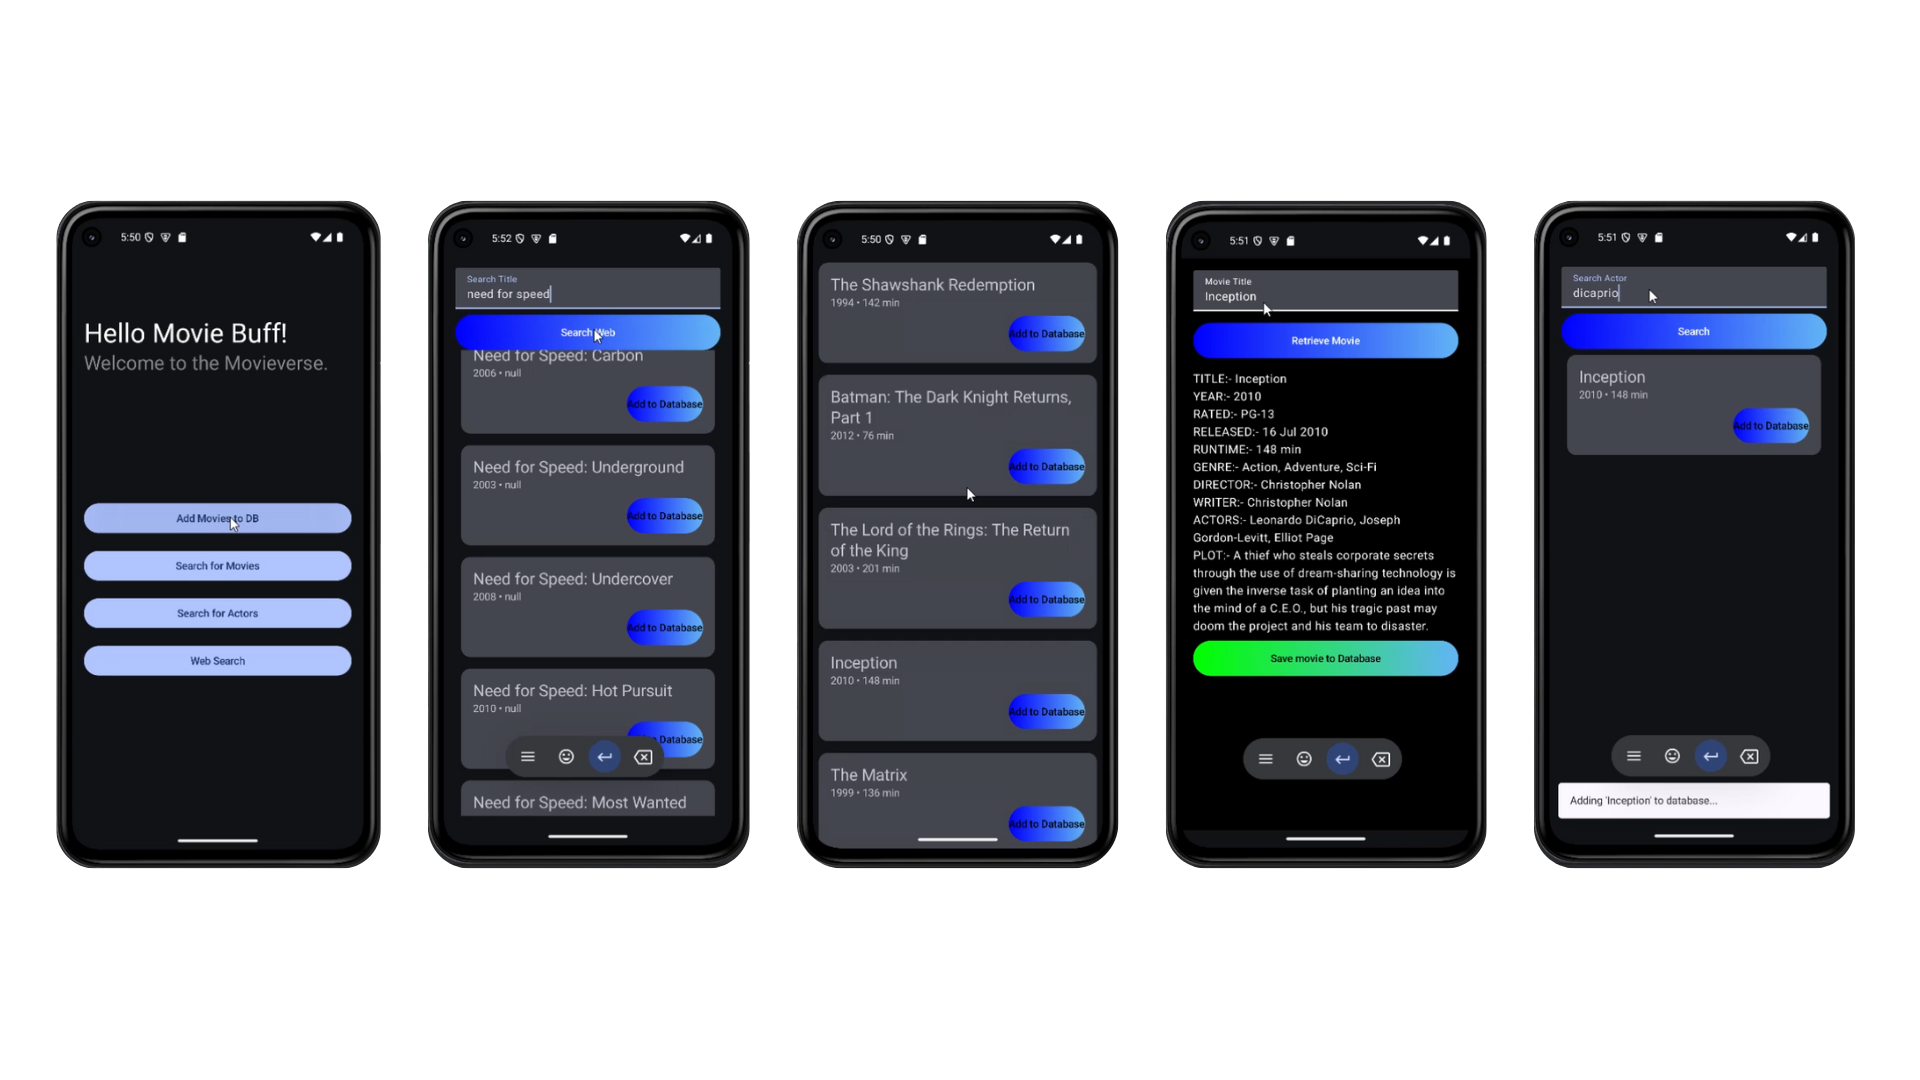 5:50
Hello Movie Buff!
Welcome to the Movieverse.
Add Movies to DB
Search for Movies
Search for Actors
Web Search
5:52
Search Title
need for speed
Search Web
Need for Speed: Carbon
2006 • null
Add to Database
Need for Speed: Underground
2003 • null
Add to Database
Need for Speed: Undercover
2008 • null
Add to Database
Need for Speed: Hot Pursuit
2010 • null
Database
Need for Speed: Most Wanted
5:50
The Shawshank Redemption
1994 • 142 min
Add to Database
Batman: The Dark Knight Returns,
Part 1
2012 • 76 min
Add to Database
The Lord of the Rings: The Return
of the King
2003 • 201 min
Add to Database
Inception
2010 • 148 min
Add to Database
The Matrix
1999 • 136 min
Add to Database
5:51
Movie Title
Inception
Retrieve Movie
TITLE:- Inception
YEAR:- 2010
RATED:- PG-13
RELEASED:- 16 Jul 2010
RUNTIME:- 148 min
GENRE:- Action, Adventure, Sci-Fi
DIRECTOR:- Christopher Nolan
WRITER:- Christopher Nolan
ACTORS:- Leonardo DiCaprio, Joseph
Gordon-Levitt, Elliot Page
PLOT:- A thief who steals corporate secrets
through the use of dream-sharing technology is
given the inverse task of planting an idea into
the mind of a C.E.O., but his tragic past may
doom the project and his team to disaster.
Save movie to Database
5:51
Search Actor
dicaprio
Search
Inception
2010 • 148 min
Add to Database
Adding 'Inception' to database...